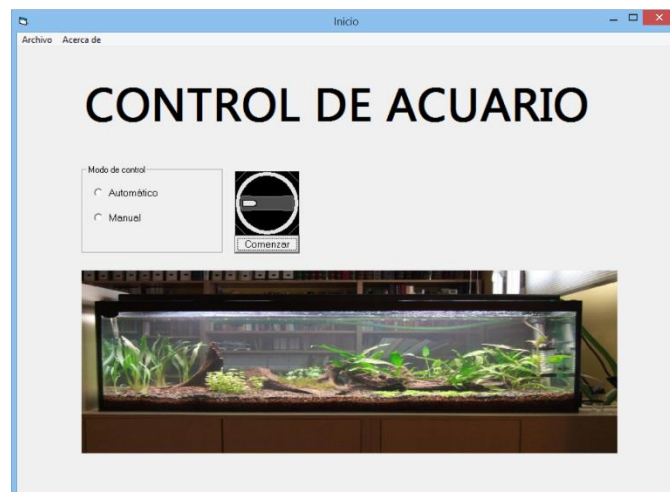 Inicio
Archivo Acerca de
CONTROL DE ACUARIO
Modo de control
Automático
Manual
Comenzar